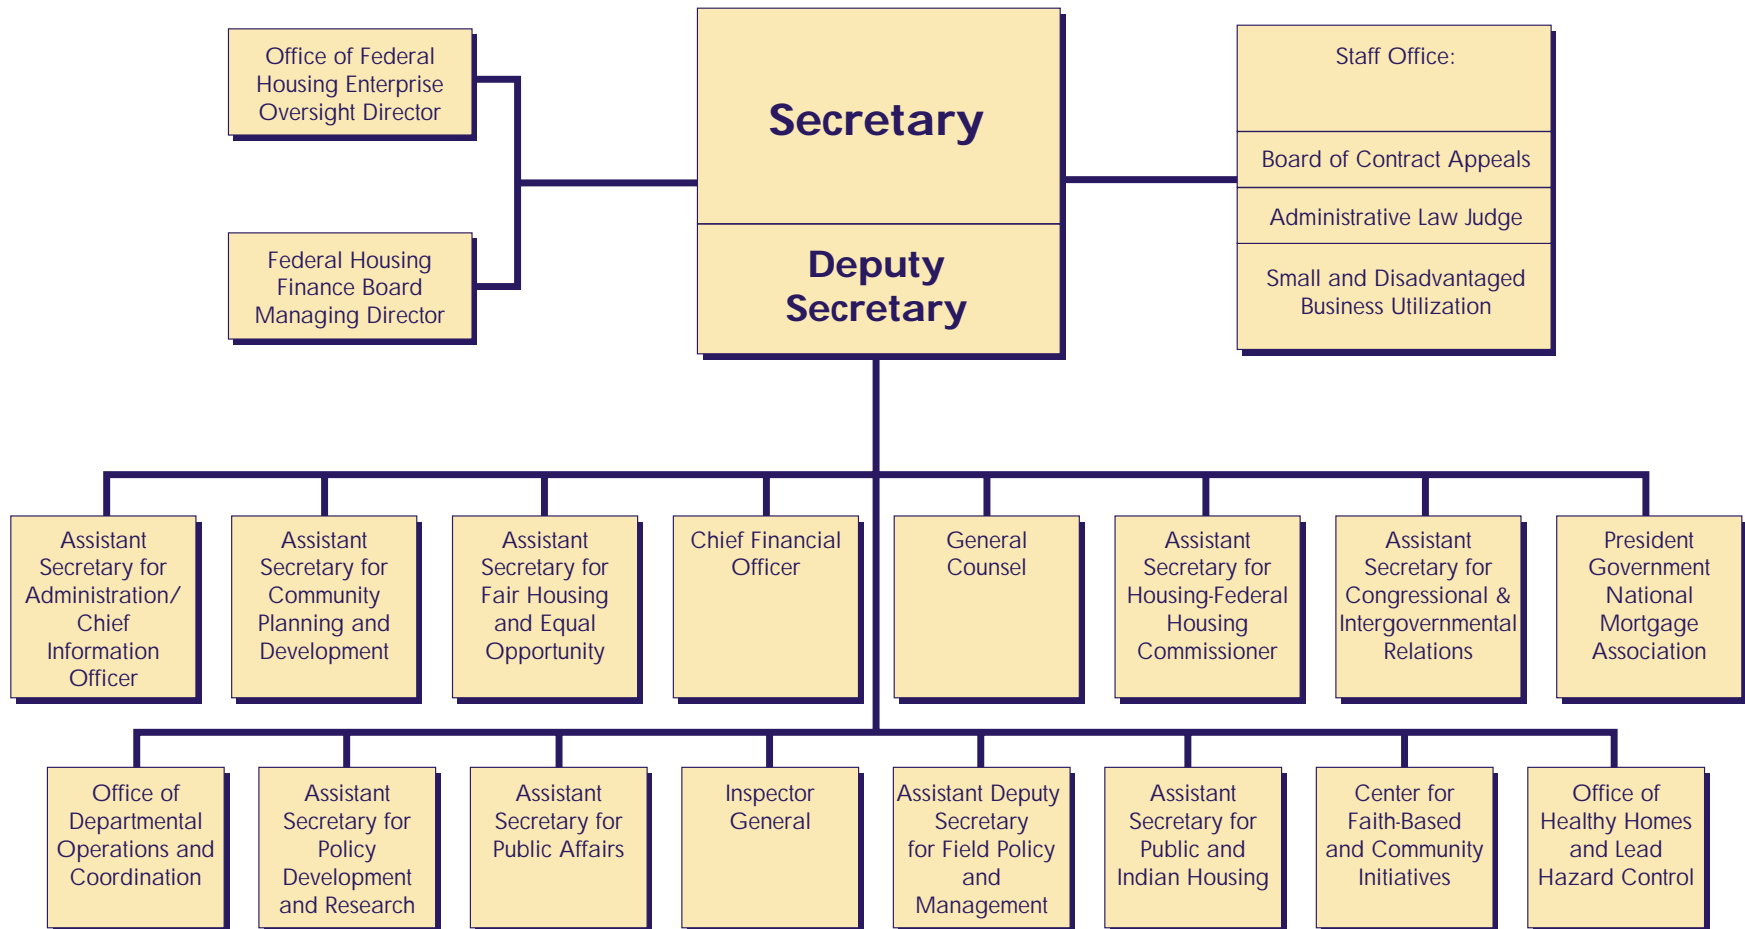 Office of Federal
Housing Enterprise
Oversight Director
Federal Housing
Finance Board
Managing Director
Secretary
Deputy
Secretary
Staff Office:
Board of Contract Appeals
Administrative Law Judge
Small and Disadvantaged
Business Utilization
Assistant
Secretary for
Administration/
Chief
Information
Officer
Assistant
Secretary for
Community
Planning and
Development
Assistant
Secretary for
Fair Housing
and Equal
Opportunity
Chief Financial
Officer
General
Counsel
Assistant
Secretary for
Housing-Federal
Housing
Commissioner
Assistant
Secretary for
Congressional &
Intergovernmental
Relations
President
Government
National
Mortgage
Association
Office of
Departmental
Operations and
Coordination
Assistant
Secretary for
Policy
Development
and Research
Assistant
Secretary for
Public Affairs
Inspector
General
Assistant Deputy
Secretary
for Field Policy
and
Management
Assistant
Secretary for
Public and
Indian Housing
Center for
Faith-Based
and Community
Initiatives
Office of
Healthy Homes
and Lead
Hazard Control